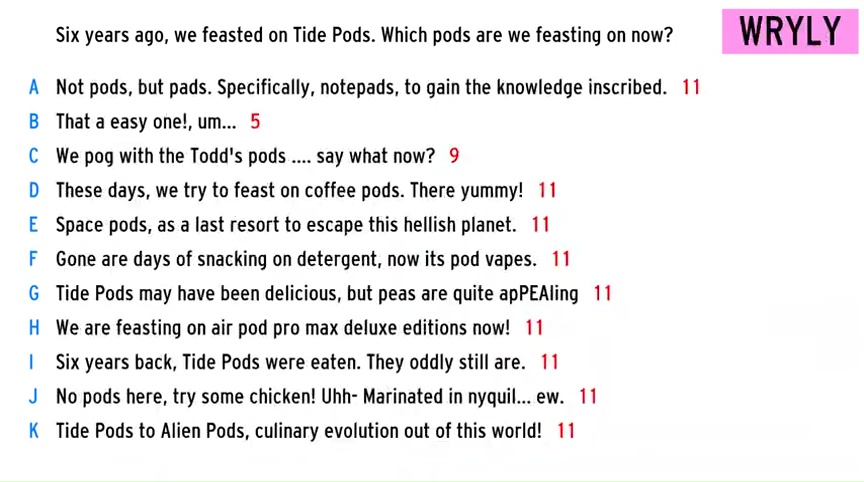 Six years ago, we feasted on Tide Pods. Which pods are we feasting on now?
WRYLY
A Not pods, but pads. Specifically, notepads, to gain the knowledge inscribed. 11
B That a easy one!, um... 5
C We pog with the Todd's pods .... say what now? 9
D These days, we try to feast on coffee pods. There yummy! 11
E Space pods, as a last resort to escape this hellish planet. 11
F Gone are days of snacking on detergent, now its pod vapes. 11
G Tide Pods may have been delicious, but peas are quite apPEAling 11
H We are feasting on air pod pro max deluxe editions now! 11
I Six years back, Tide Pods were eaten. They oddly still are. 11
J No pods here, try some chicken! Uhh- Marinated in nyquil... ew. 11
K Tide Pods to Alien Pods, culinary evolution out of this world! 11